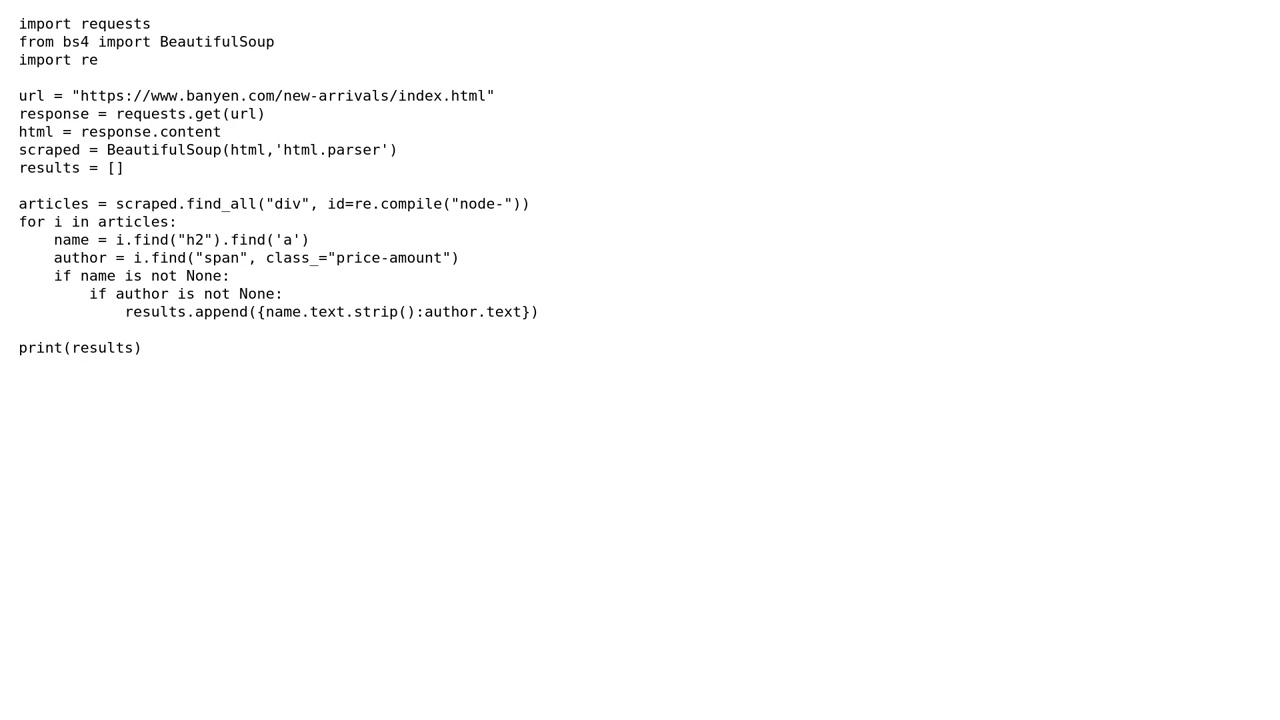 import requests
from bs4 import BeautifulSoup
import re

url = "https://www.banyen.com/new-arrivals/index.html"
response = requests.get(url)
html = response.content
scraped = BeautifulSoup(html,'html.parser')
results = []

articles = scraped.find_all("div", id=re.compile("node-"))
for i in articles:
    name = i.find("h2").find('a')
    author = i.find("span", class_="price-amount")
    if name is not None:
        if author is not None:
            results.append({name.text.strip():author.text})

print(results)